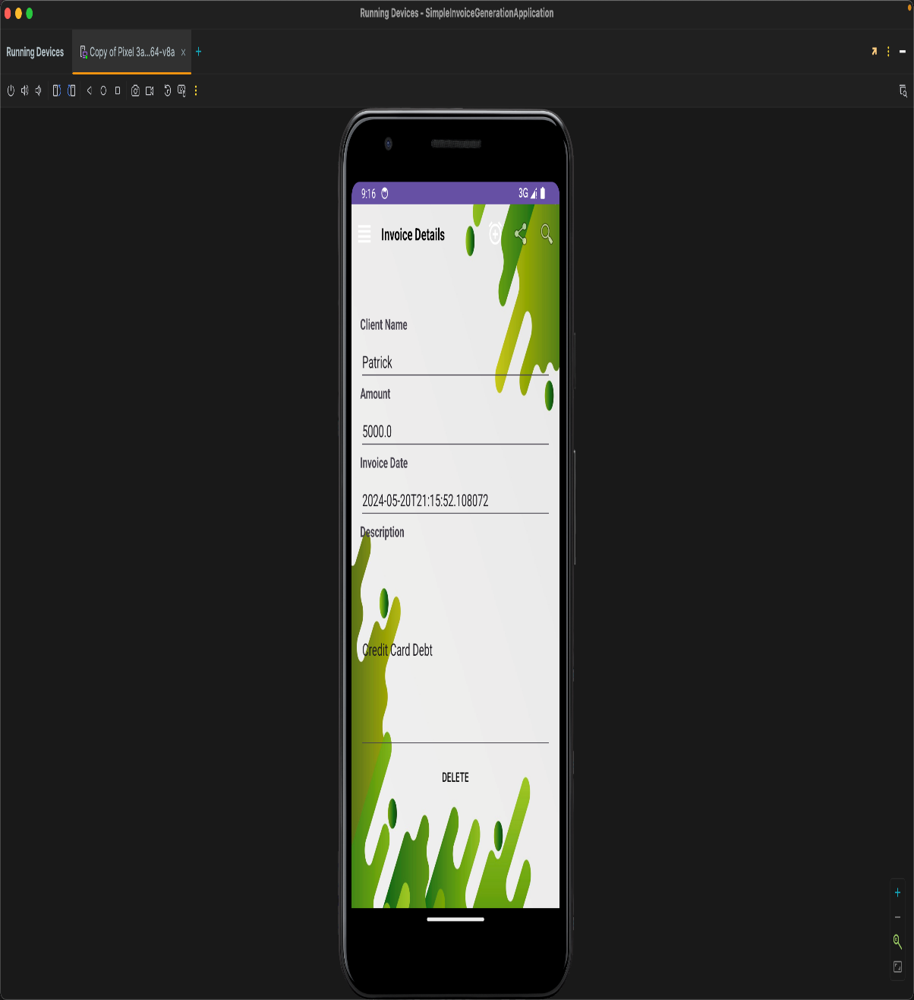 Running Devices - SimpleInvoiceGenerationApplication
Running Devices
Copy of Pixel 3a...64-v8a
9:16
3G
Invoice Details
Client Name
Patrick
Amount
5000.0
Invoice Date
2024-05-20T21:15:52.108072
Description
Credit Card Debt
DELETE